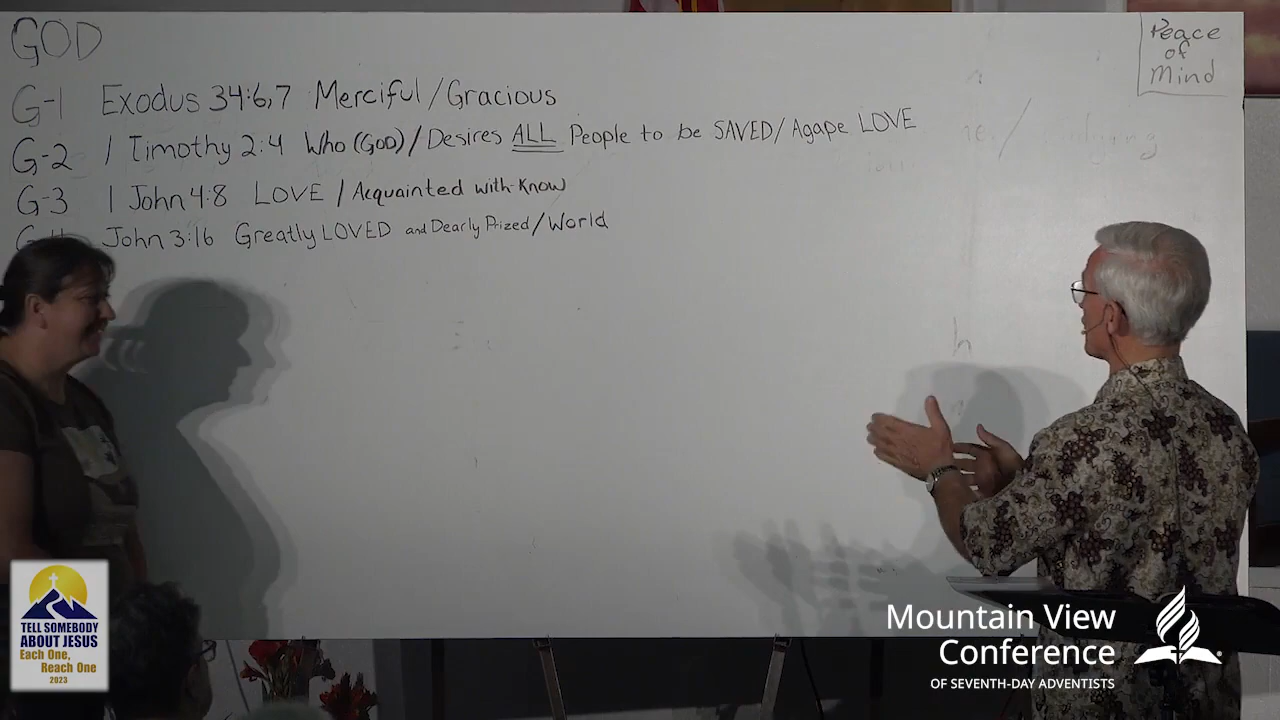 GOD
Peace
of
Mind
G-1 Exodus 34:6,7 Merciful/Gracious
G-2 1 Timothy 2:4 Who (GOD)/Desires ALL People to be SAVED/Agape LOVE
G-3 1 John 4:8 LOVE / Acquainted with-Know
G-4 John 3:16 Greatly LOVED and Dearly Prized/World
h
TELL SOMEBODY
ABOUT JESUS
Each One,
Reach One
2023
Mountain View
Conference
OF SEVENTH-DAY ADVENTISTS